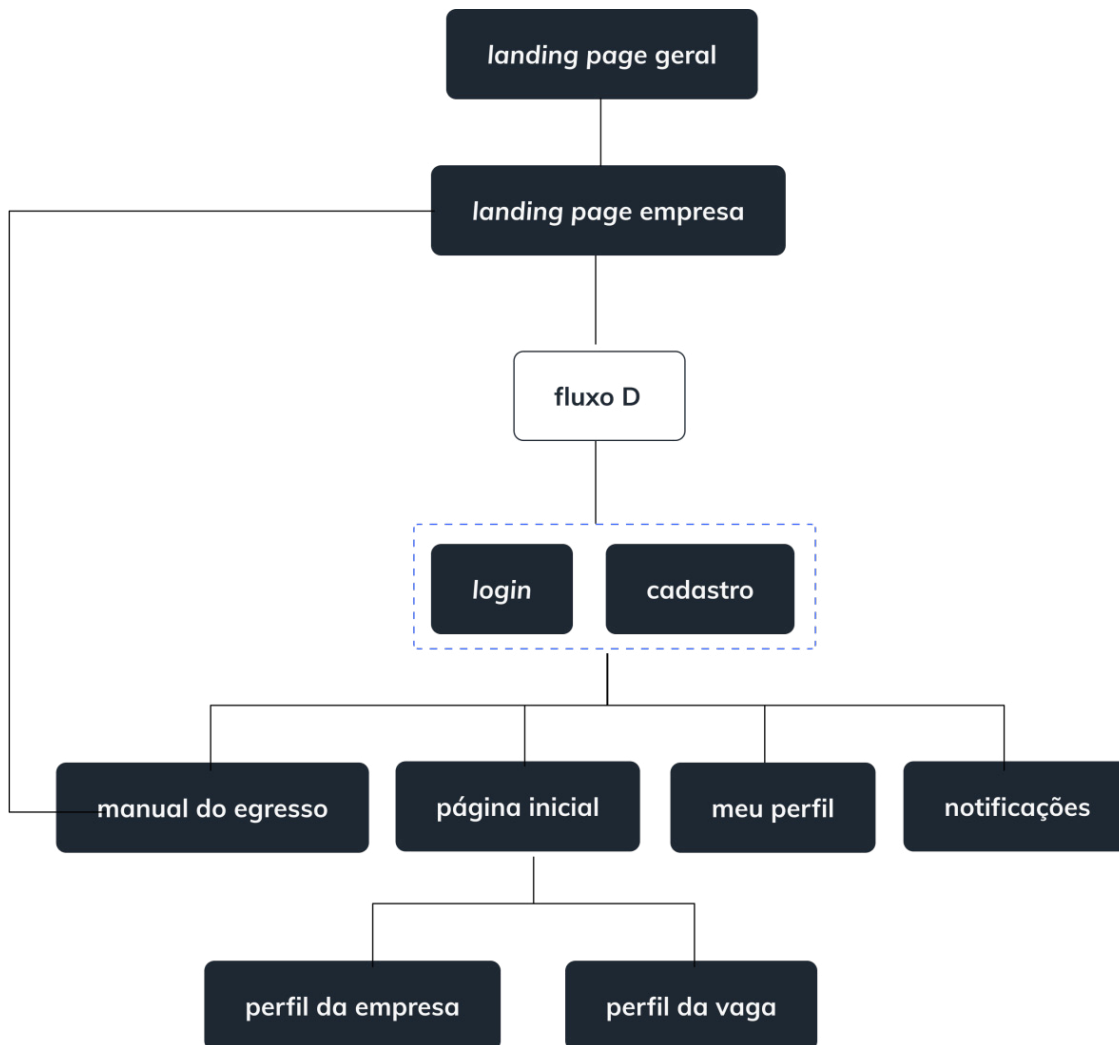 landing page geral
landing page empresa
fluxo D
login
cadastro
manual do egresso
página inicial
meu perfil
notificações
perfil da empresa
perfil da vaga